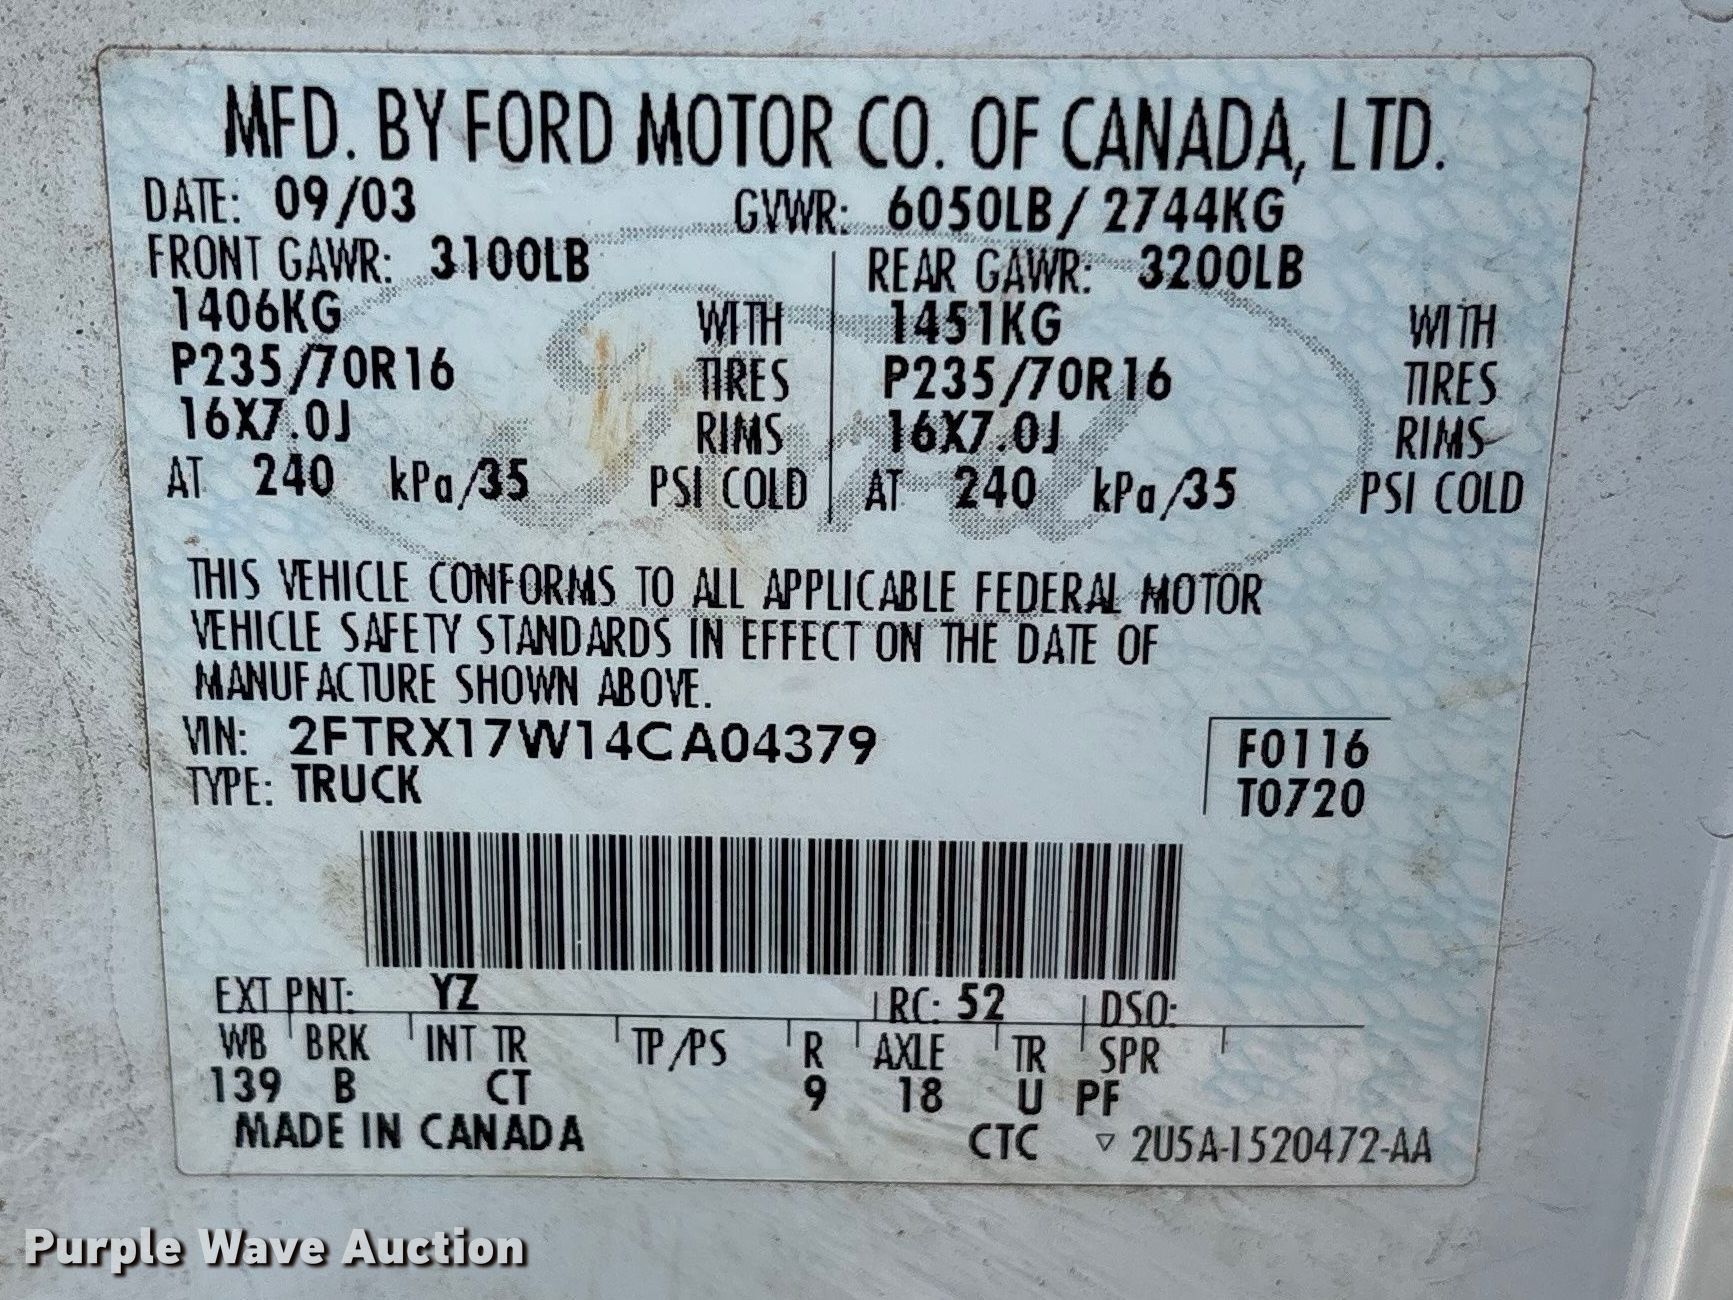 MFD. BY FORD MOTOR CO. OF CANADA, LTD.
DATE: 09/03 GVWR: 6050LB/ 2744KG
FRONT GAWR: 3100LB REAR GAWR: 3200LB
1406KG WITH 1451KG WITH
P235/70R16 TIRES P235/70R16 TIRES
16X7.0J RIMS 16X7.0J RIMS
AT 240 kPa/35 PSI COLD AT 240 kPa/35 PSI COLD
Ford
THIS VEHICLE CONFORMS TO ALL APPLICABLE FEDERAL MOTOR
VEHICLE SAFETY STANDARDS IN EFFECT ON THE DATE OF
MANUFACTURE SHOWN ABOVE.
VIN: 2FTRX17W14CA04379 F0116
TYPE: TRUCK T0720
EXT PNT: YZ RC: 52 DSO:
WB BRK INT TR TP/PS R AXLE TR SPR
139 B CT 9 18 U PF
MADE IN CANADA CTC ▽ 2U5A-1520472-AA
Purple Wave Auction